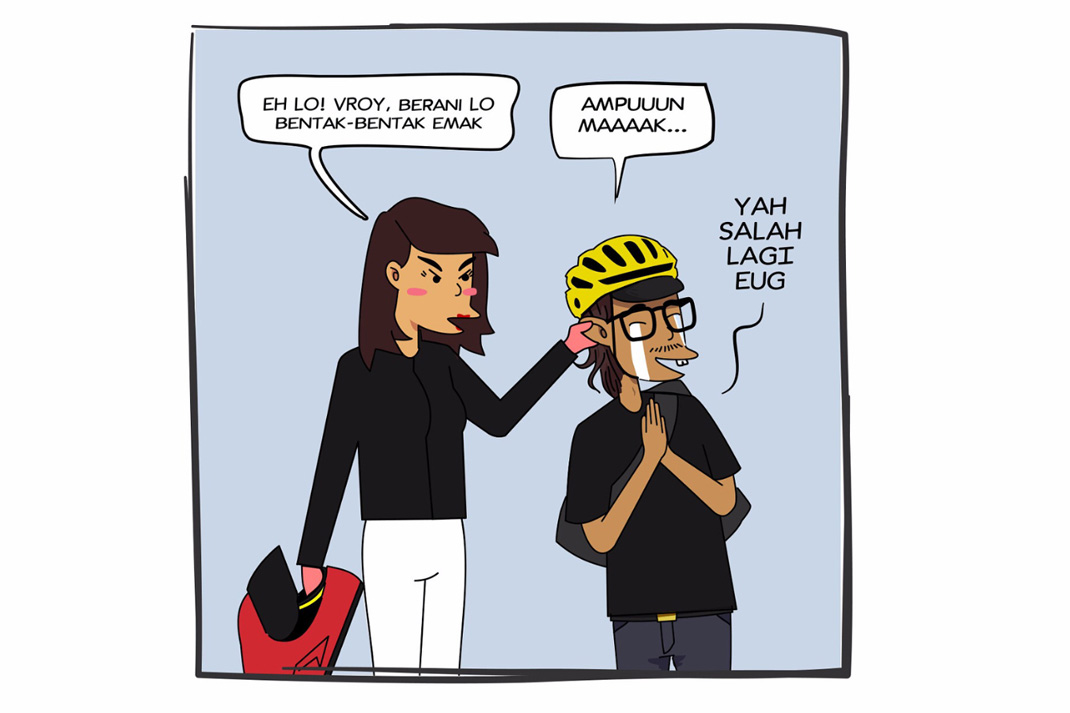 EH LO! VROY, BERANI LO
BENTAK-BENTAK EMAK
AMPUUUN
MAAAAK...
YAH
SALAH
LAGI
EUG